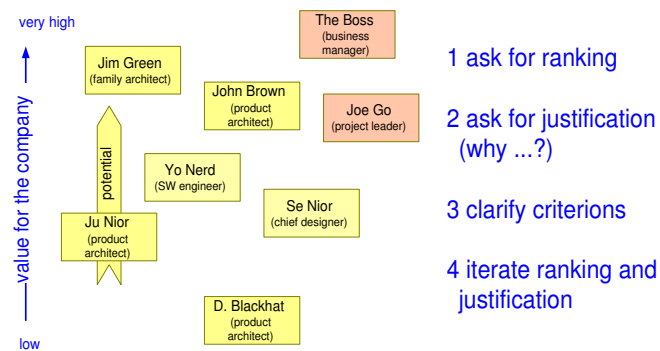 very high
value for the company
low
The Boss
(business
manager)
Jim Green
(family architect)
John Brown
(product
architect)
Joe Go
(project leader)
potential
Yo Nerd
(SW engineer)
Se Nior
(chief designer)
Ju Nior
(product
architect)
D. Blackhat
(product
architect)
1 ask for ranking
2 ask for justification
(why ...?)
3 clarify criterions
4 iterate ranking and
justification